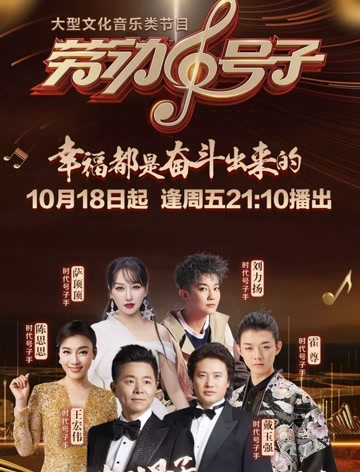 大型文化音乐类节目
劳动号子
幸福都是奋斗出来的
10月18日起 逢周五21:10播出
萨顶顶
时代号子手
刘力扬
时代号子手
陈思思
时代号子手
霍尊
时代号子手
王宏伟
时代号子手
戴玉强
时代号子手